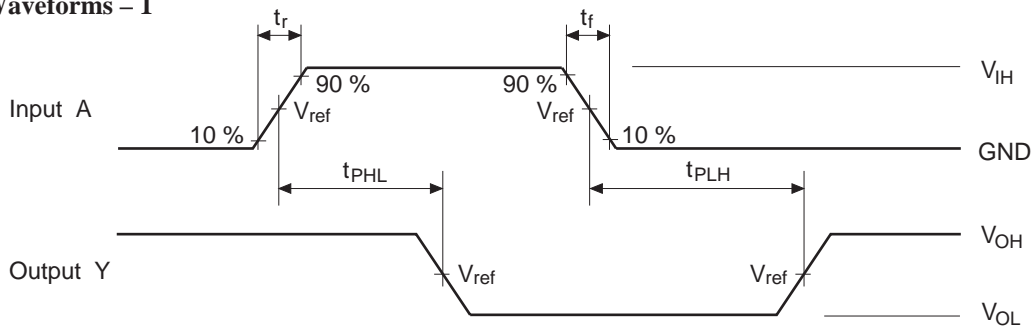 Waveforms – 1
tr
tf
90 %
90 %
VIH
Input A
Vref
Vref
10 %
10 %
GND
tPHL
tPLH
VOH
Output Y
Vref
Vref
VOL